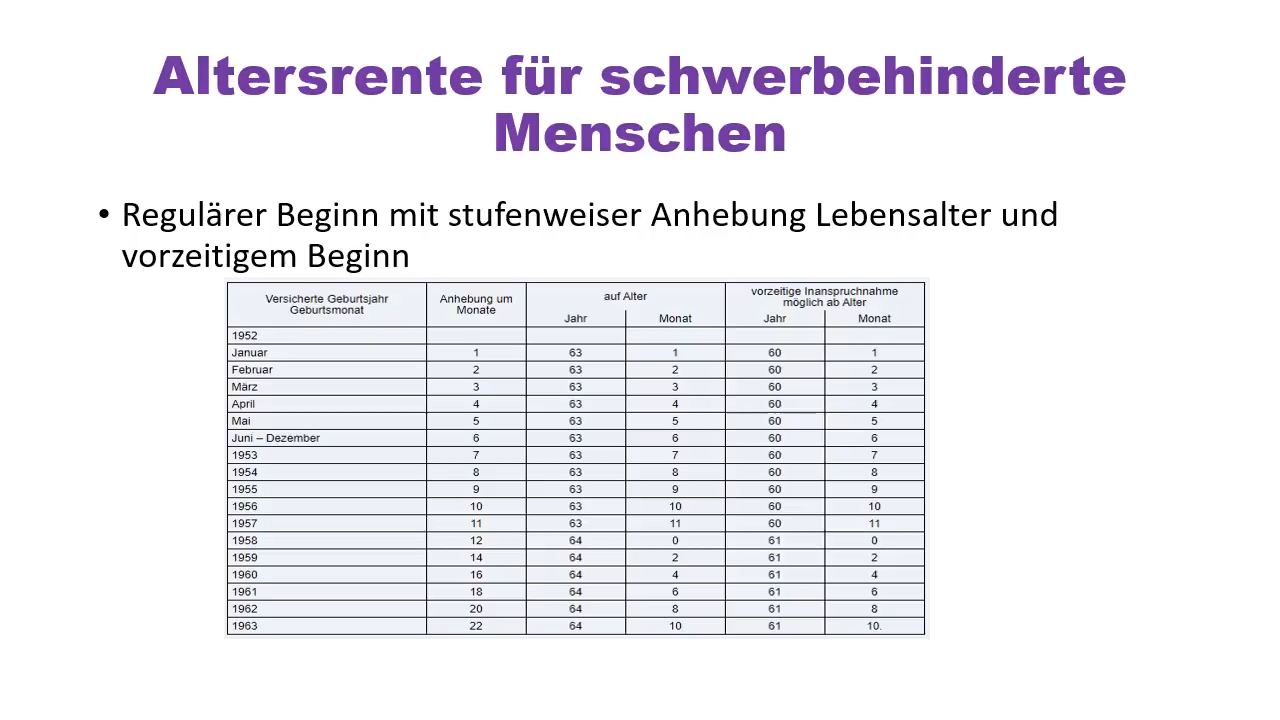 Altersrente für schwerbehinderte
Menschen
• Regulärer Beginn mit stufenweiser Anhebung Lebensalter und
vorzeitigem Beginn
Versicherte Geburtsjahr Geburtsmonat | Anhebung um Monate | auf Alter | vorzeitige Inanspruchnahme möglich ab Alter
Jahr Monat Jahr Monat
1952
Januar 1 63 1 60 1
Februar 2 63 2 60 2
März 3 63 3 60 3
April 4 63 4 60 4
Mai 5 63 5 60 5
Juni – Dezember 6 63 6 60 6
1953 7 63 7 60 7
1954 8 63 8 60 8
1955 9 63 9 60 9
1956 10 63 10 60 10
1957 11 63 11 60 11
1958 12 64 0 61 0
1959 14 64 2 61 2
1960 16 64 4 61 4
1961 18 64 6 61 6
1962 20 64 8 61 8
1963 22 64 10 61 10.